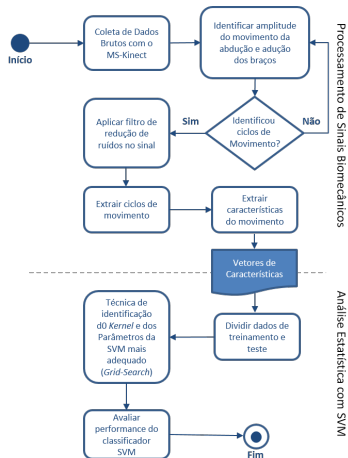 Início
Coleta de Dados
Brutos com o
MS-Kinect
Identificar amplitude
do movimento da
abdução e adução
dos braços
Identificou
ciclos de
Movimento?
Não
Sim
Aplicar filtro de
redução de
ruídos no sinal
Extrair ciclos de
movimento
Extrair
características
do movimento
Vetores de
Características
Dividir dados de
treinamento e
teste
Técnica de
identificação
d0 Kernel e dos
Parâmetros da
SVM mais
adequado
(Grid-Search)
Avaliar
performance do
classificador
SVM
Fim
Processamento de Sinais Biomecânicos
Análise Estatística com SVM